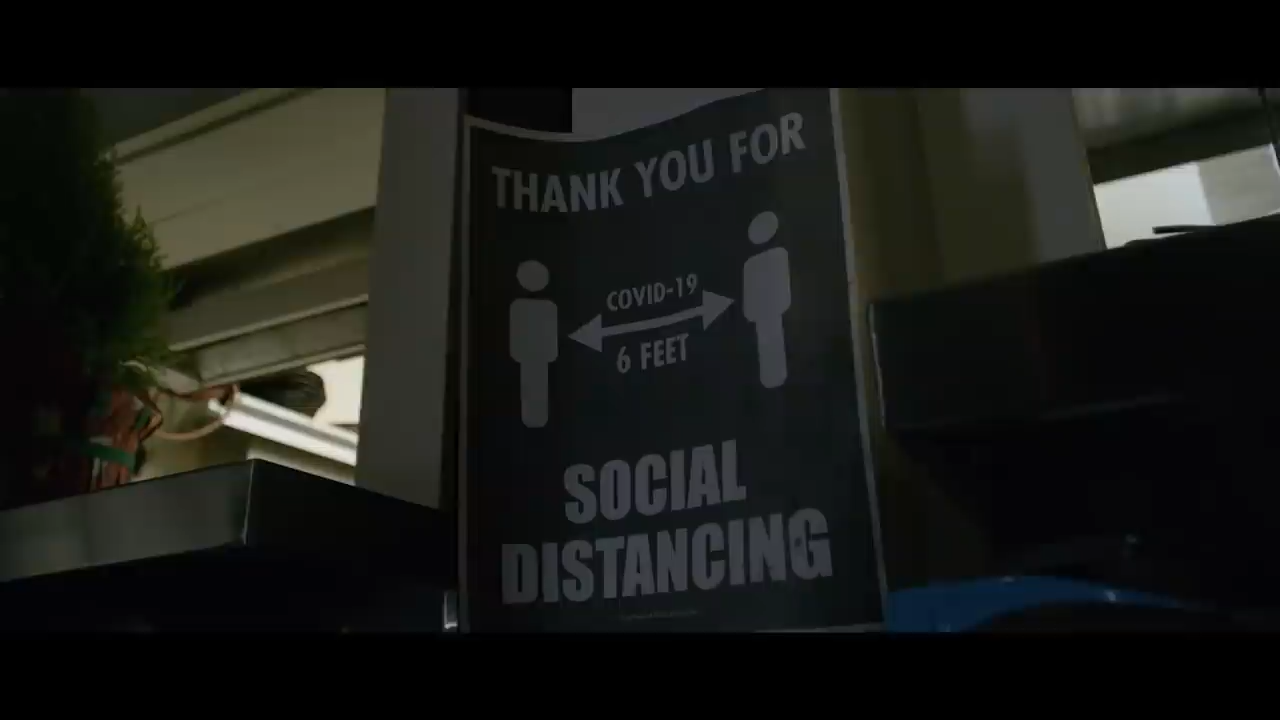 THANK YOU FOR
COVID-19
6 FEET
SOCIAL
DISTANCING